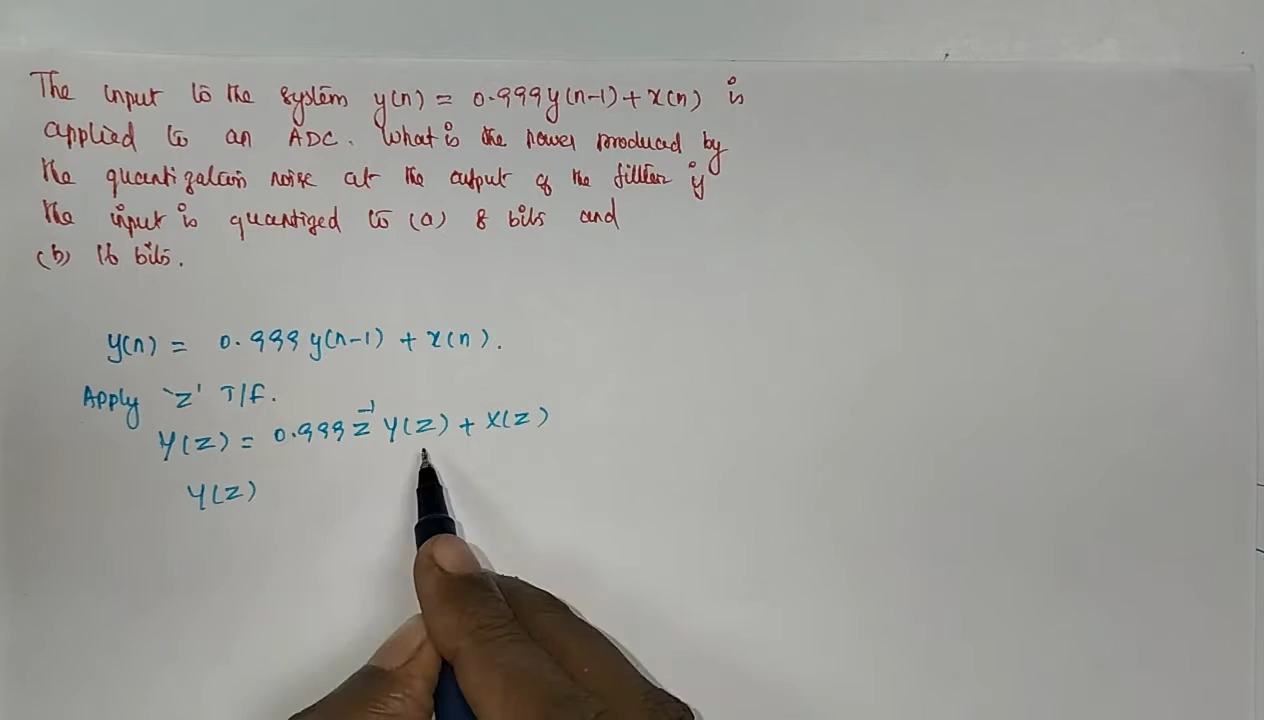 The input to the system y(n) = 0.999y(n-1) + x(n) is
applied to an ADC. What is the power produced by
the quantization noise at the output of the filter if
the input is quantized to (a) 8 bits and
(b) 16 bits.
y(n) = 0.999 y(n-1) + x(n).
Apply `z' T/f.
Y(z) = 0.999 z⁻¹ Y(z) + X(z)
Y(z)